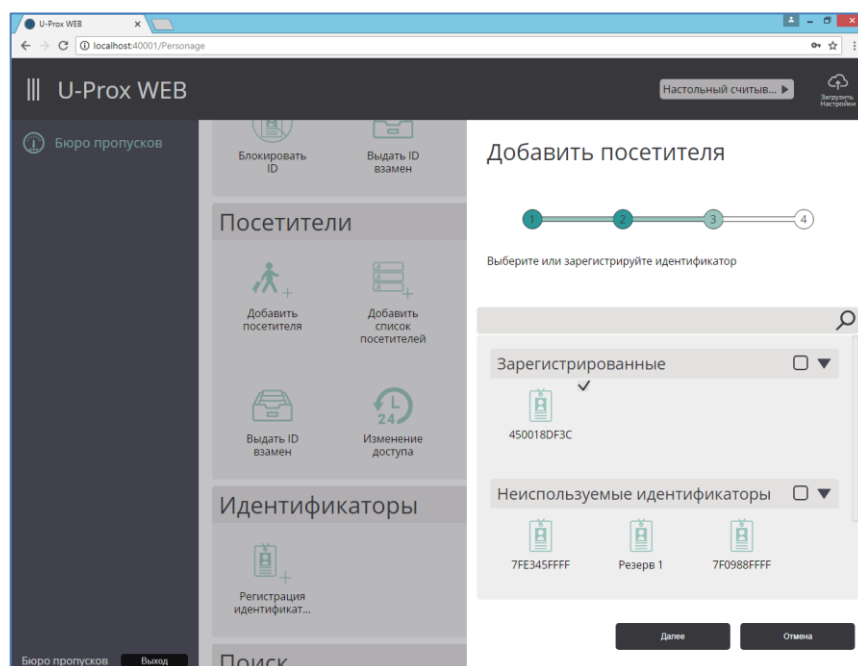 U-Prox WEB
localhost:40001/Personage
U-Prox WEB
Настольный считыв...
Загрузить
Настройки
Бюро пропусков
Блокировать
ID
Выдать ID
взамен
Посетители
Добавить
посетителя
Добавить
список
посетителей
Выдать ID
взамен
24
Изменение
доступа
Идентификаторы
Регистрация
идентификат...
Поиск
Бюро пропусков
Выход
Добавить посетителя
1 2 3 4
Выберите или зарегистрируйте идентификатор
Зарегистрированные
450018DF3C
Неиспользуемые идентификаторы
7FE345FFFF
Резерв 1
7F0988FFFF
Далее
Отмена